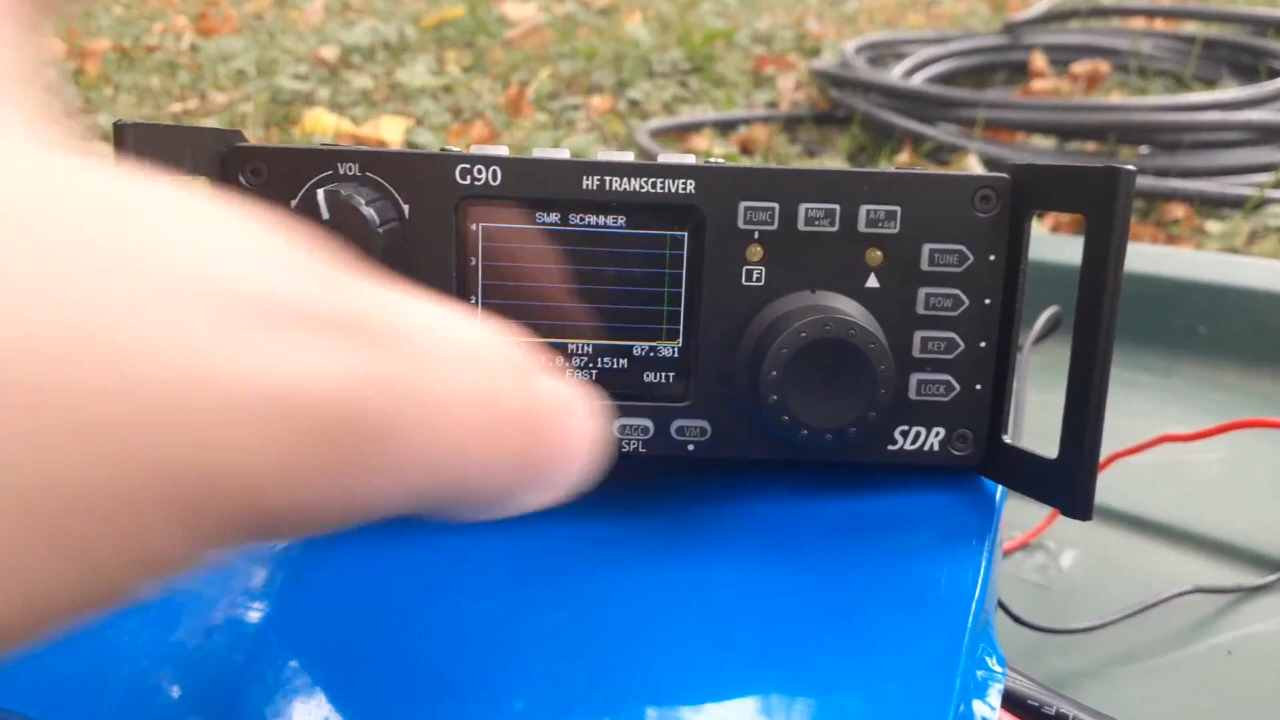 VOL
G90
HF TRANSCEIVER
SWR SCANNER
4
3
2
MIN
07.301
.0.07.151M
FAST
QUIT
FUNC
MW
A/B
F
TUNE
POW
KEY
LOCK
AGC
VM
SPL
SDR